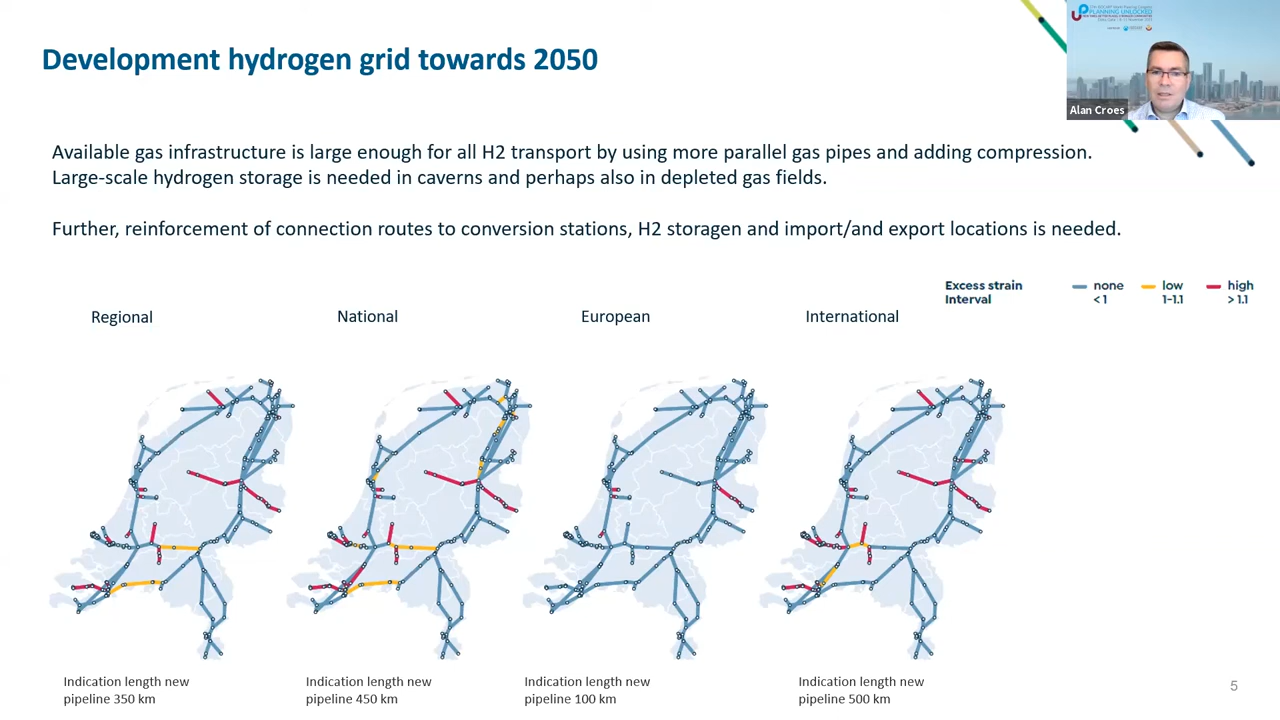 Development hydrogen grid towards 2050
PLANNING UNLOCKED
Alan Croes
Available gas infrastructure is large enough for all H2 transport by using more parallel gas pipes and adding compression.
Large-scale hydrogen storage is needed in caverns and perhaps also in depleted gas fields.
Further, reinforcement of connection routes to conversion stations, H2 storagen and import/and export locations is needed.
Excess strain none low high
Interval < 1 1-1.1 > 1.1
Regional National European International
Indication length new Indication length new Indication length new Indication length new
pipeline 350 km pipeline 450 km pipeline 100 km pipeline 500 km
5